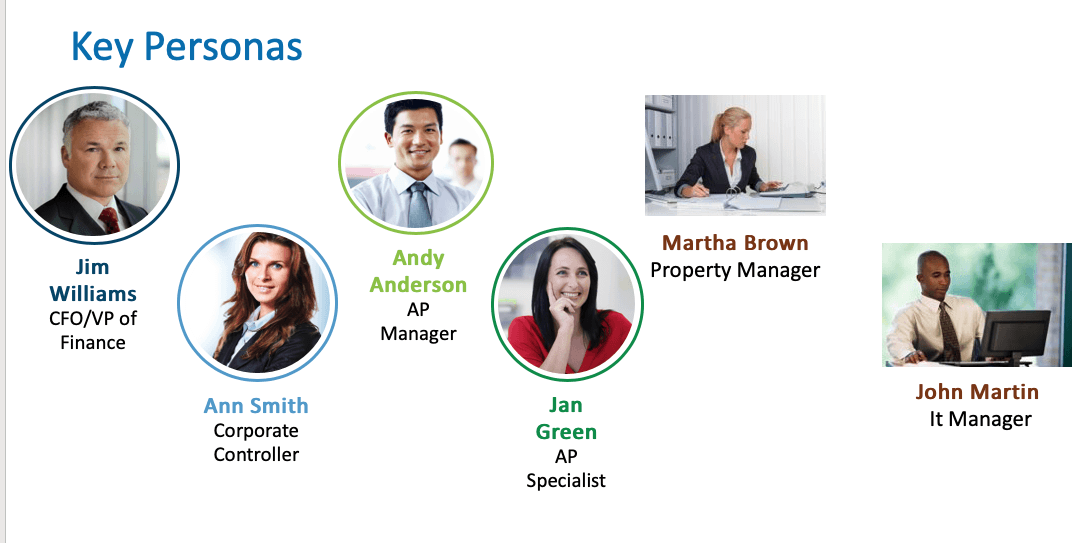 Key Personas
Jim
Williams
CFO/VP of
Finance
Ann Smith
Corporate
Controller
Andy
Anderson
AP
Manager
Jan
Green
AP
Specialist
Martha Brown
Property Manager
John Martin
It Manager